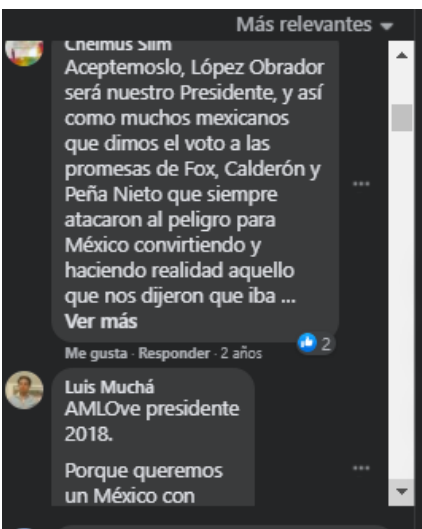 Más relevantes
Chelmus Slim
Aceptemoslo, López Obrador
será nuestro Presidente, y así
como muchos mexicanos
que dimos el voto a las
promesas de Fox, Calderón y
Peña Nieto que siempre
atacaron al peligro para
México convirtiendo y
haciendo realidad aquello
que nos dijeron que iba ...
Ver más
Me gusta · Responder · 2 años
2
Luis Muchá
AMLOve presidente
2018.
Porque queremos
un México con